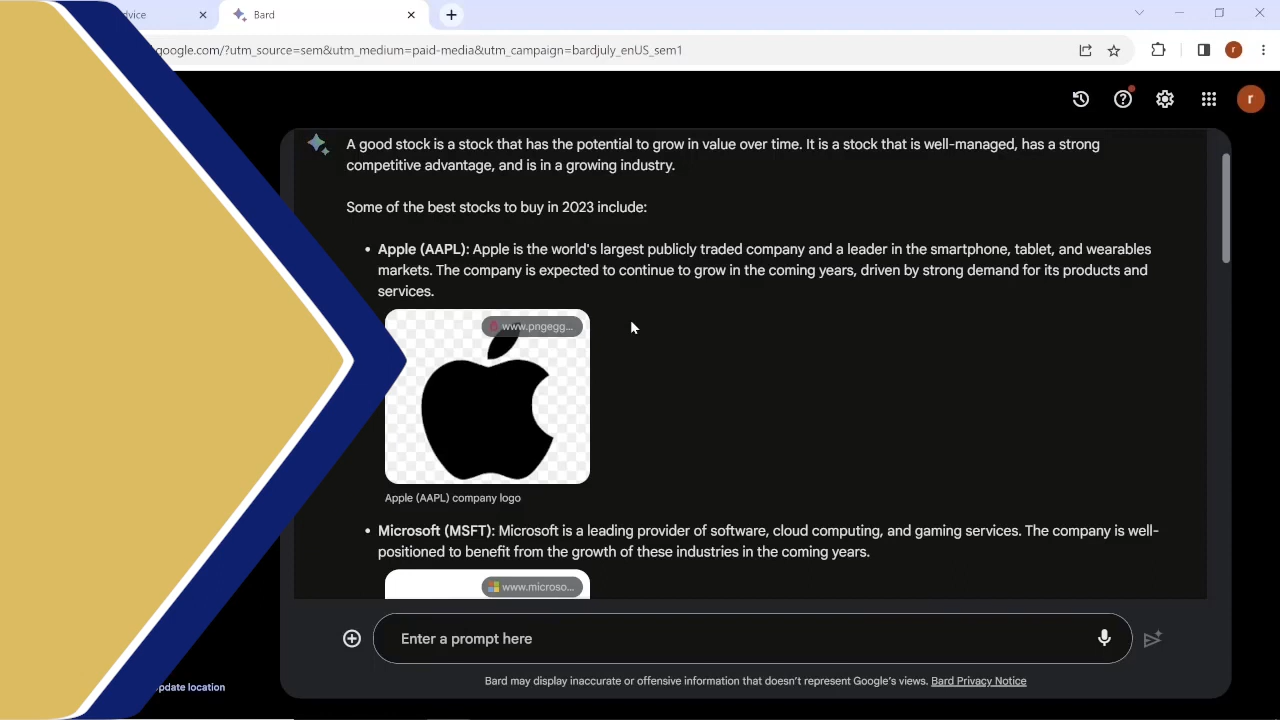 dvice
Bard
google.com/?utm_source=sem&utm_medium=paid-media&utm_campaign=bardjuly_enUS_sem1
r
r
A good stock is a stock that has the potential to grow in value over time. It is a stock that is well-managed, has a strong
competitive advantage, and is in a growing industry.
Some of the best stocks to buy in 2023 include:
• Apple (AAPL): Apple is the world's largest publicly traded company and a leader in the smartphone, tablet, and wearables
markets. The company is expected to continue to grow in the coming years, driven by strong demand for its products and
services.
www.pngegg...
Apple (AAPL) company logo
• Microsoft (MSFT): Microsoft is a leading provider of software, cloud computing, and gaming services. The company is well-
positioned to benefit from the growth of these industries in the coming years.
www.microso...
Enter a prompt here
Bard may display inaccurate or offensive information that doesn't represent Google's views. Bard Privacy Notice
pdate location